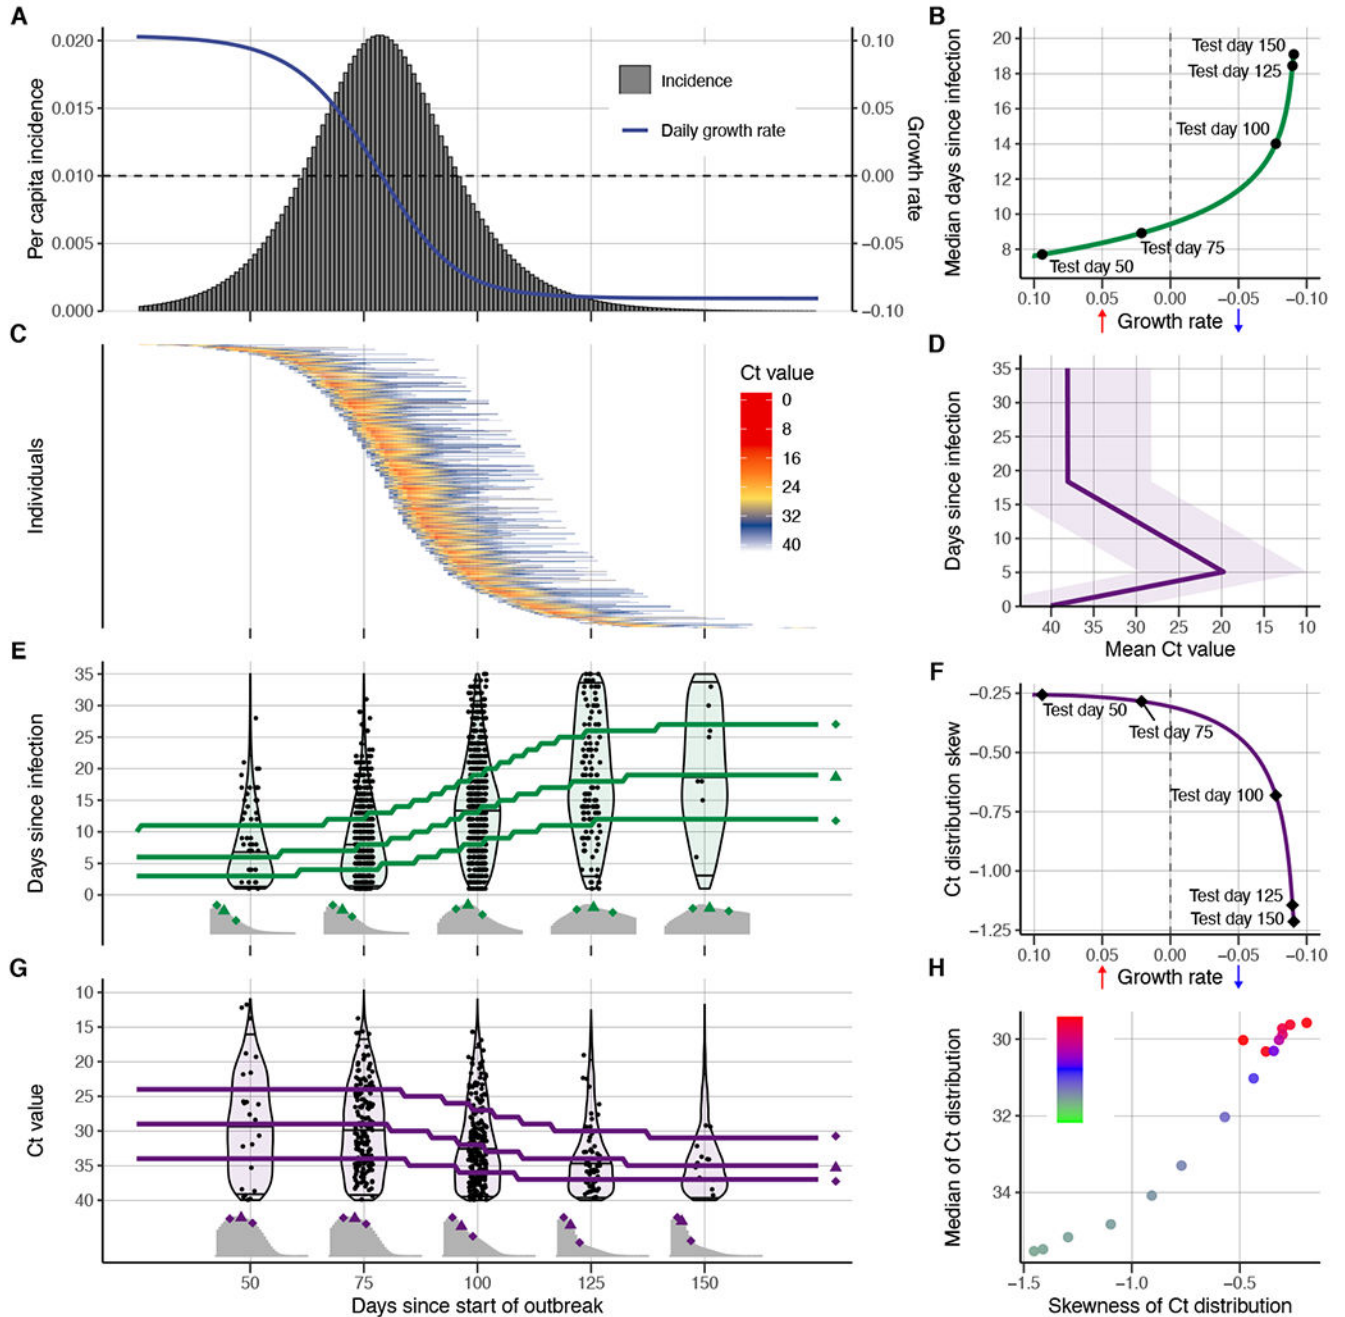 A
0.020
0.015
0.010
0.005
0.000
Per capita incidence
Incidence
Daily growth rate
0.10
0.05
0.00
−0.05
−0.10
Growth rate
B
20
18
16
14
12
10
8
Median days since infection
Test day 150
Test day 125
Test day 100
Test day 75
Test day 50
0.10 0.05 0.00 −0.05 −0.10
Growth rate
C
Individuals
Ct value
0
8
16
24
32
40
D
35
30
25
20
15
10
5
0
Days since infection
40 35 30 25 20 15 10
Mean Ct value
E
35
30
25
20
15
10
5
0
Days since infection
F
−0.25
−0.50
−0.75
−1.00
−1.25
Ct distribution skew
Test day 50
Test day 75
Test day 100
Test day 125
Test day 150
0.10 0.05 0.00 −0.05 −0.10
Growth rate
G
10
15
20
25
30
35
40
Ct value
50 75 100 125 150
Days since start of outbreak
H
30
32
34
Median of Ct distribution
−1.5 −1.0 −0.5
Skewness of Ct distribution